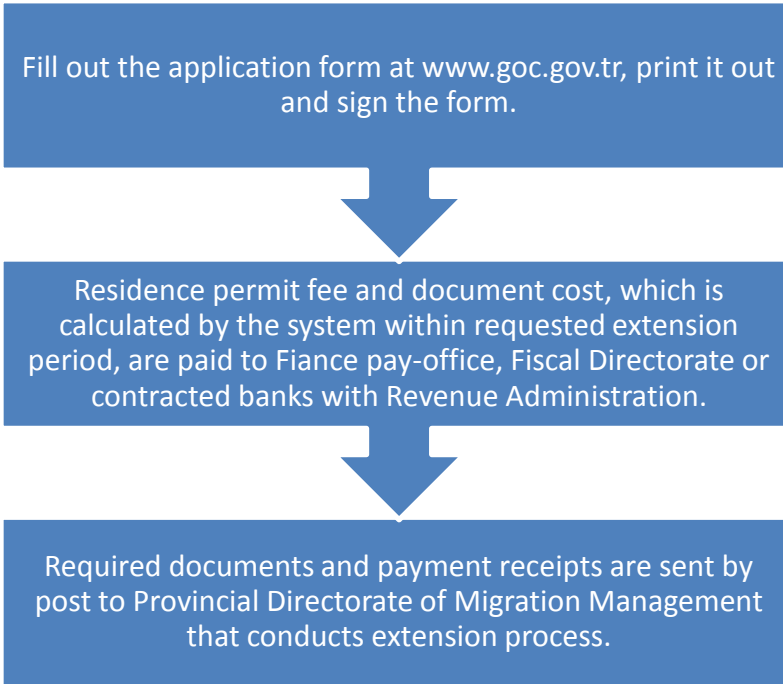 Fill out the application form at www.goc.gov.tr, print it out
and sign the form.
Residence permit fee and document cost, which is
calculated by the system within requested extension
period, are paid to Fiance pay-office, Fiscal Directorate or
contracted banks with Revenue Administration.
Required documents and payment receipts are sent by
post to Provincial Directorate of Migration Management
that conducts extension process.